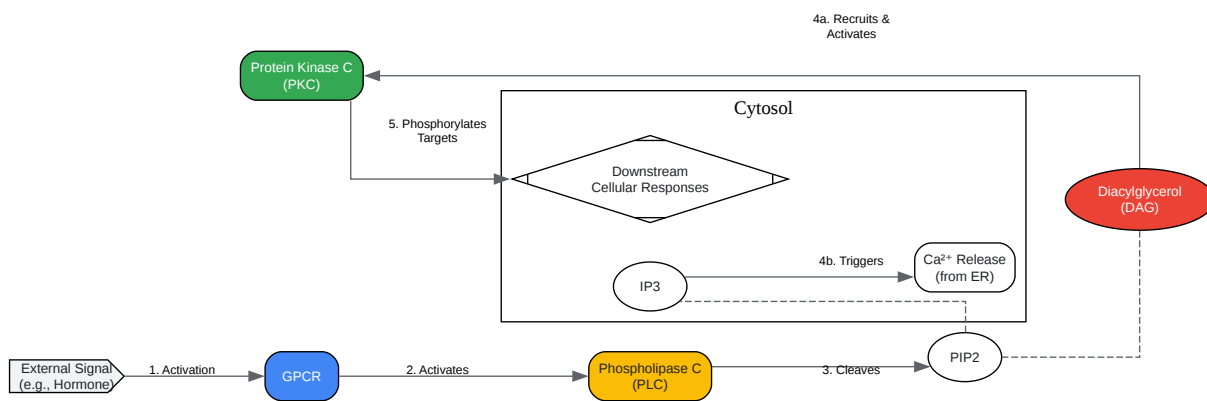 4a. Recruits &
Activates
Protein Kinase C
(PKC)
5. Phosphorylates
Targets
Cytosol
Downstream
Cellular Responses
Diacylglycerol
(DAG)
4b. Triggers
Ca²⁺ Release
(from ER)
IP3
External Signal
(e.g., Hormone)
1. Activation
GPCR
2. Activates
Phospholipase C
(PLC)
3. Cleaves
PIP2